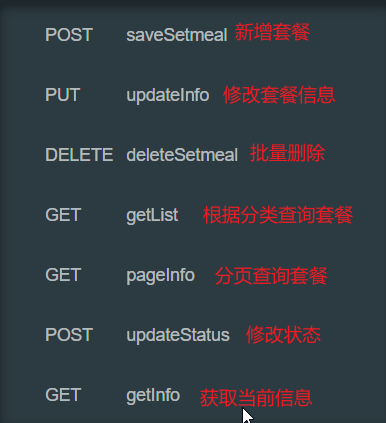 POST saveSetmeal 新增套餐
PUT updateInfo 修改套餐信息
DELETE deleteSetmeal 批量删除
GET getList 根据分类查询套餐
GET pageInfo 分页查询套餐
POST updateStatus 修改状态
GET getInfo 获取当前信息